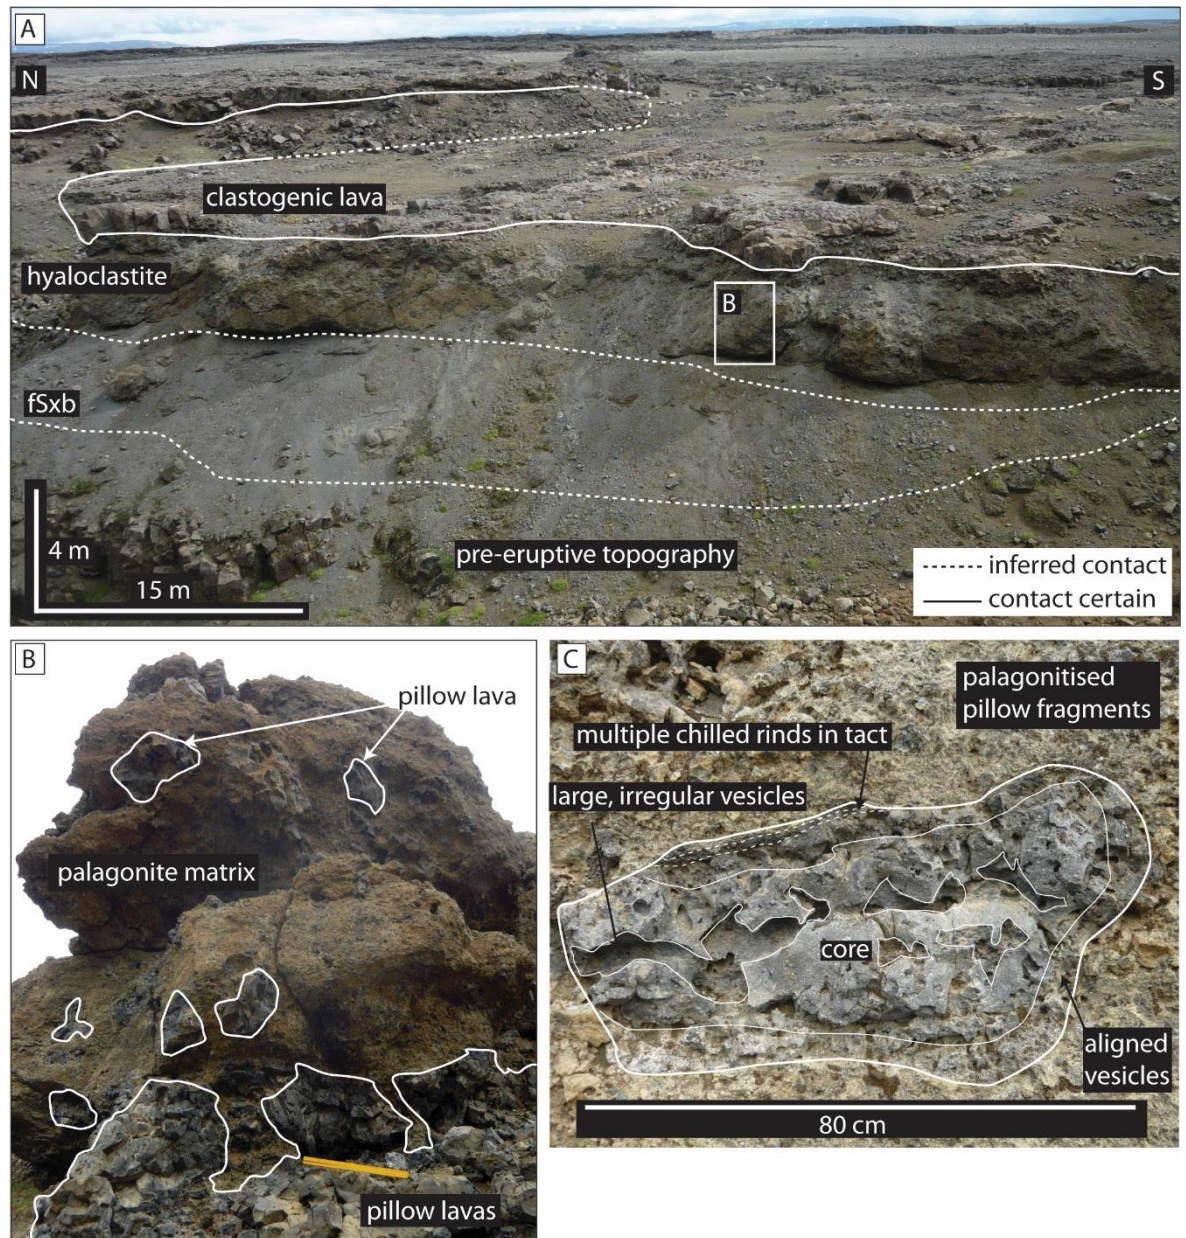 A
N
S
clastogenic lava
hyaloclastite
B
fSxb
4 m
15 m
pre-eruptive topography
inferred contact
contact certain
B
pillow lava
palagonite matrix
pillow lavas
C
palagonitised
pillow fragments
multiple chilled rinds in tact
large, irregular vesicles
core
aligned
vesicles
80 cm